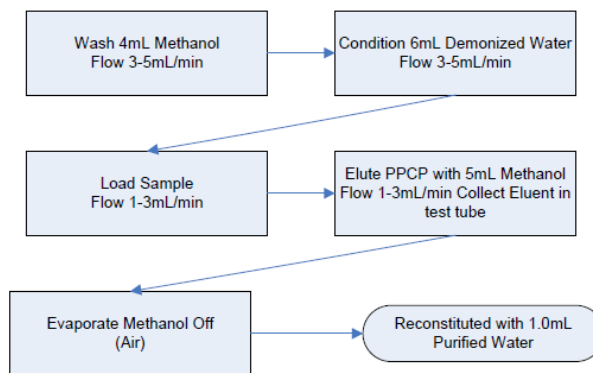 Wash 4mL Methanol
Flow 3-5mL/min
Condition 6mL Demonized Water
Flow 3-5mL/min
Load Sample
Flow 1-3mL/min
Elute PPCP with 5mL Methanol
Flow 1-3mL/min Collect Eluent in
test tube
Evaporate Methanol Off
(Air)
Reconstituted with 1.0mL
Purified Water